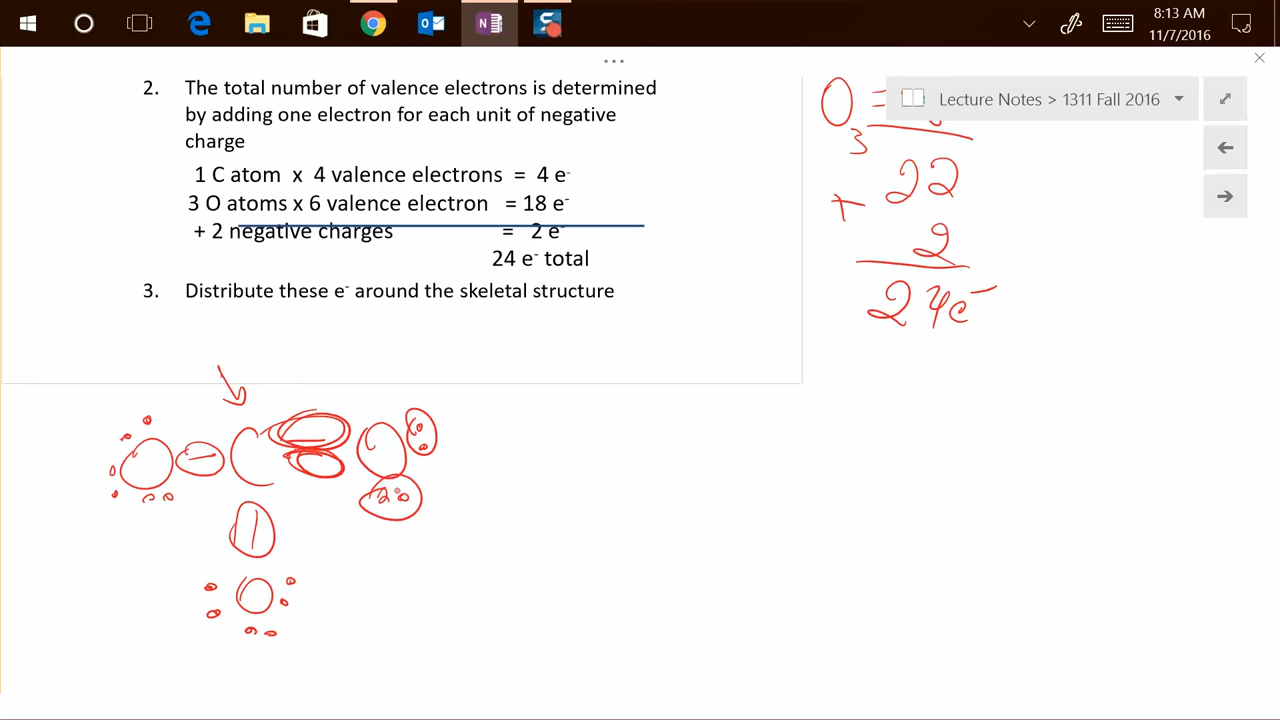 8:13 AM
11/7/2016
2. The total number of valence electrons is determined
by adding one electron for each unit of negative
charge
1 C atom x 4 valence electrons = 4 e-
3 O atoms x 6 valence electron = 18 e-
+ 2 negative charges = 2 e-
24 e- total
3. Distribute these e- around the skeletal structure
Lecture Notes > 1311 Fall 2016
O3 =
22
+ 2
24e-
O – C = O
O